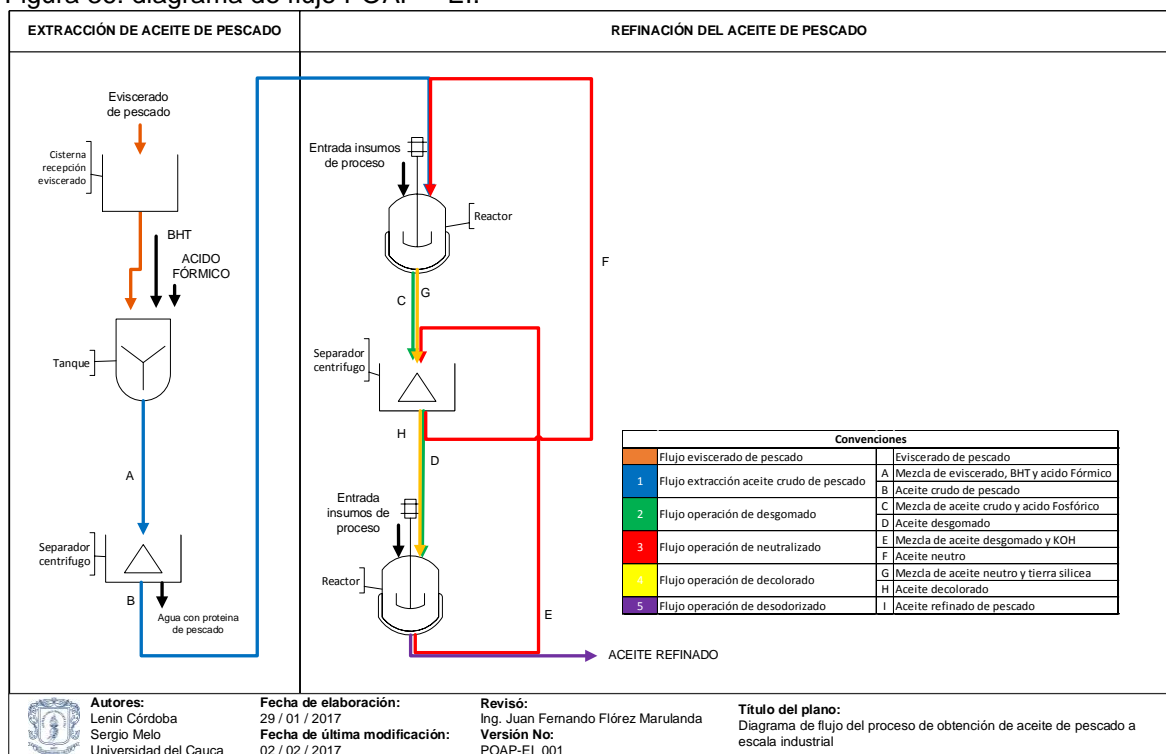 EXTRACCIÓN DE ACEITE DE PESCADO
REFINACIÓN DEL ACEITE DE PESCADO
Eviscerado
de pescado
Cisterna
recepción
eviscerado
BHT
ACIDO
FÓRMICO
Tanque
A
Separador
centrifugo
B
Agua con proteina
de pescado
Entrada insumos
de proceso
Reactor
F
C
G
Separador
centrifugo
H
D
Entrada
insumos de
proceso
Reactor
E
ACEITE REFINADO
Convenciones
Flujo eviscerado de pescado Eviscerado de pescado
1 Flujo extracción aceite crudo de pescado
A Mezcla de eviscerado, BHT y acido Fórmico
B Aceite crudo de pescado
2 Flujo operación de desgomado
C Mezcla de aceite crudo y acido Fosfórico
D Aceite desgomado
3 Flujo operación de neutralizado
E Mezcla de aceite desgomado y KOH
F Aceite neutro
4 Flujo operación de decolorado
G Mezcla de aceite neutro y tierra silicea
H Aceite decolorado
5 Flujo operación de desodorizado I Aceite refinado de pescado
Autores:
Lenin Córdoba
Sergio Melo
Universidad del Cauca
Fecha de elaboración:
29 / 01 / 2017
Fecha de última modificación:
02 / 02 / 2017
Revisó:
Ing. Juan Fernando Flórez Marulanda
Versión No:
POAP-EI_001
Título del plano:
Diagrama de flujo del proceso de obtención de aceite de pescado a
escala industrial